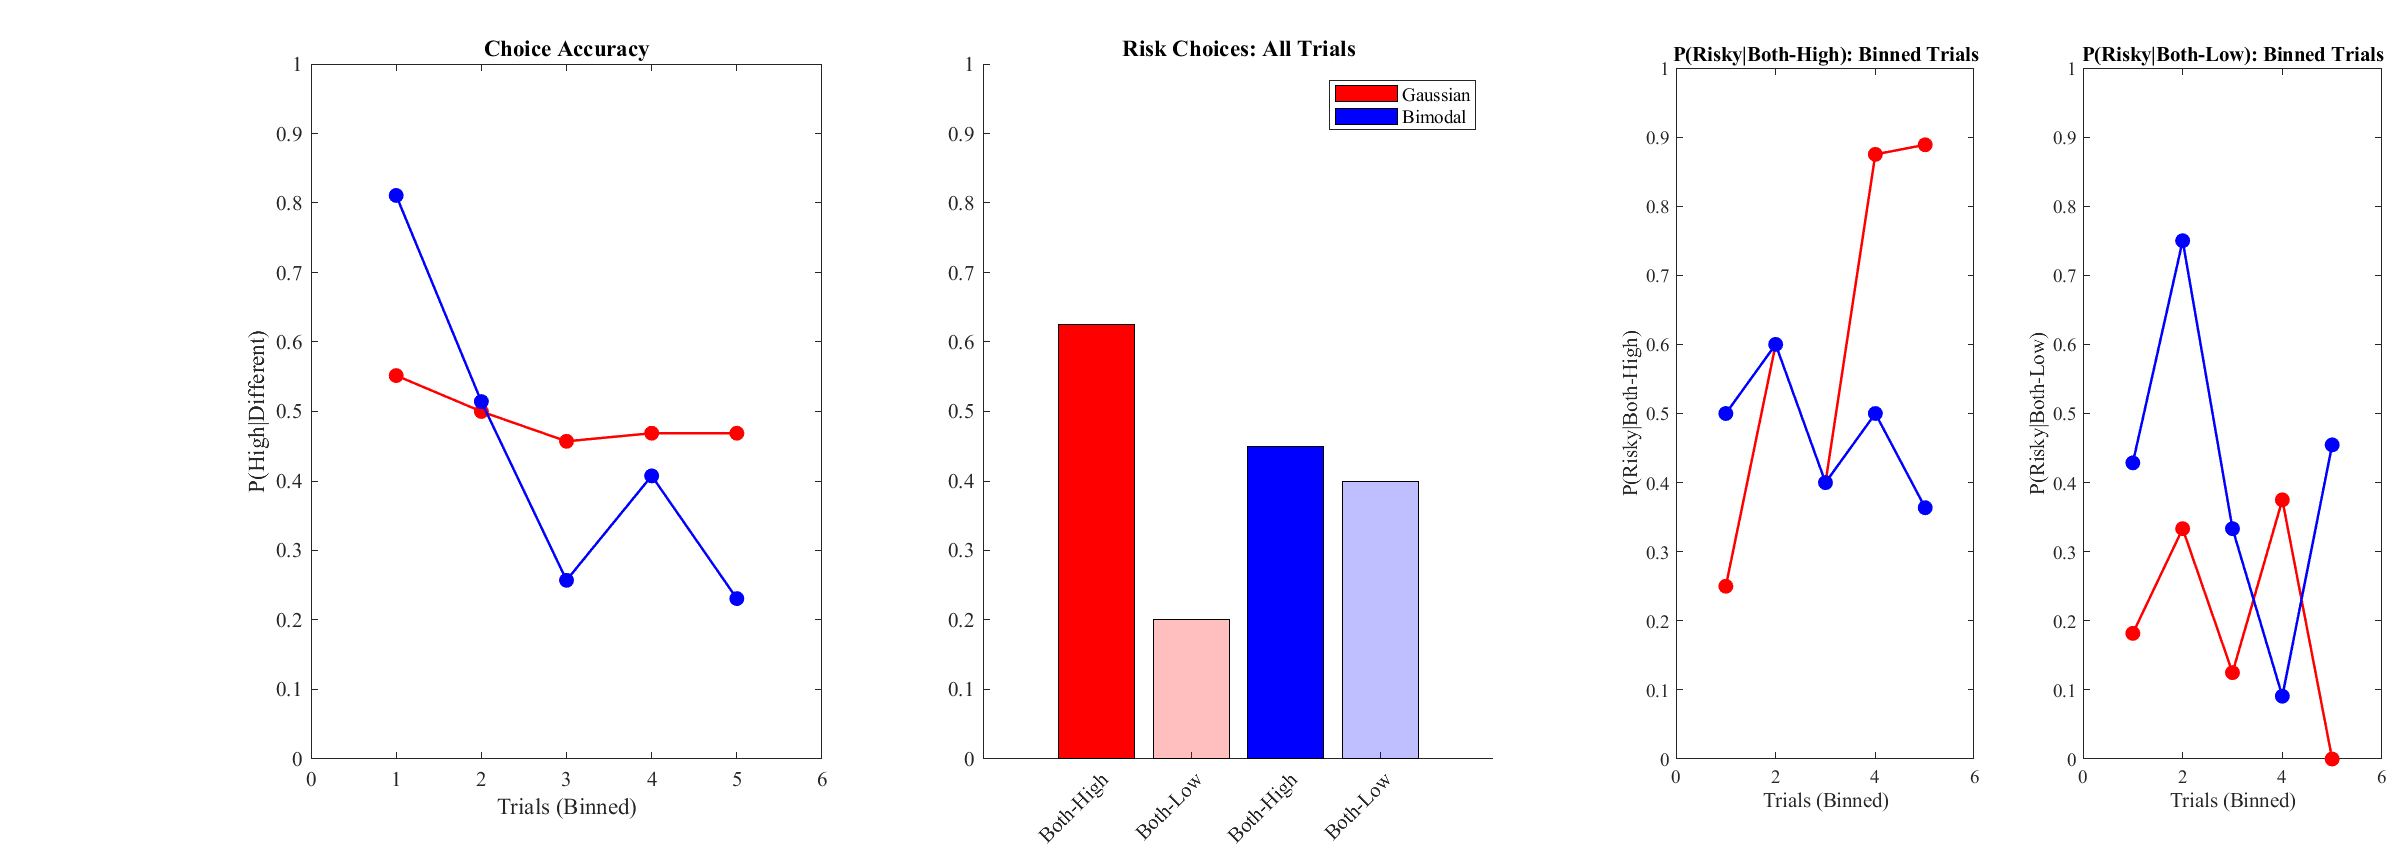 Choice Accuracy
1
0.9
0.8
0.7
0.6
0.5
0.4
0.3
0.2
0.1
0
P(High|Different)
0 1 2 3 4 5 6
Trials (Binned)
Risk Choices: All Trials
Gaussian
Bimodal
1
0.9
0.8
0.7
0.6
0.5
0.4
0.3
0.2
0.1
0
Both-High
Both-Low
Both-High
Both-Low
P(Risky|Both-High): Binned Trials
1
0.9
0.8
0.7
0.6
0.5
0.4
0.3
0.2
0.1
0
P(Risky|Both-High)
0 2 4 6
Trials (Binned)
P(Risky|Both-Low): Binned Trials
1
0.9
0.8
0.7
0.6
0.5
0.4
0.3
0.2
0.1
0
P(Risky|Both-Low)
0 2 4 6
Trials (Binned)